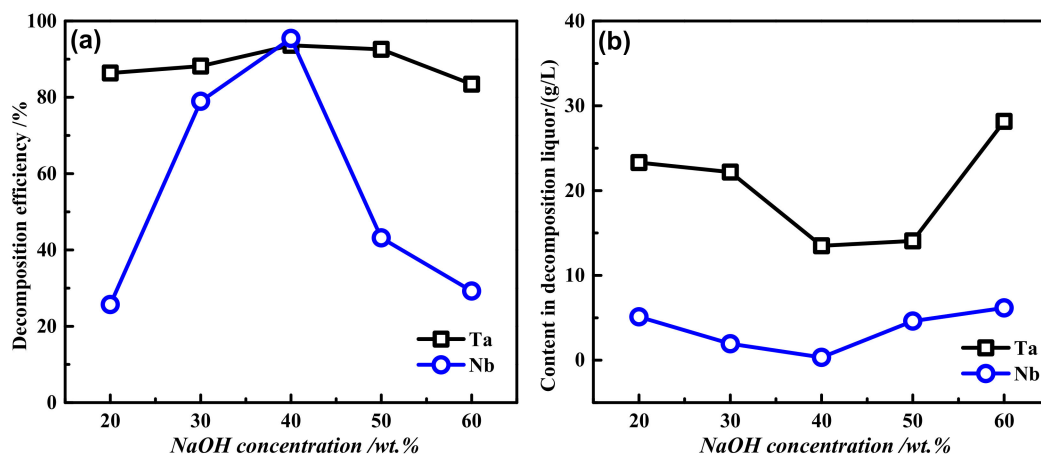 (a)
Decomposition efficiency /%
100
80
60
40
20
0
Ta
Nb
20 30 40 50 60
NaOH concentration /wt.%
(b)
Content in decomposition liquor/(g/L)
40
30
20
10
0
Ta
Nb
20 30 40 50 60
NaOH concentration /wt.%